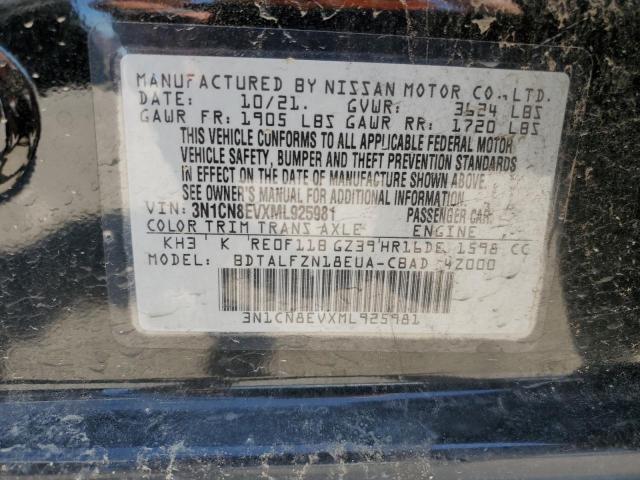 MANUFACTURED BY NISSAN MOTOR CO., LTD.
DATE: 10/21. GVWR: 3624 LBS
GAWR FR: 1905 LBS GAWR RR: 1720 LBS
THIS VEHICLE CONFORMS TO ALL APPLICABLE FEDERAL MOTOR
VEHICLE SAFETY, BUMPER AND THEFT PREVENTION STANDARDS
IN EFFECT ON THE DATE OF MANUFACTURE SHOWN ABOVE.
SEE OWNER'S MANUAL FOR ADDITIONAL INFORMATION.
VIN: 3N1CN8EVXML925981 PASSENGER CAR
COLOR TRIM TRANS AXLE ENGINE
KH3 K RE0F11B GZ39 HR16DE 1598 CC
MODEL: BDTALFZN18EUA-CBAD 4Z000
3N1CN8EVXML925981